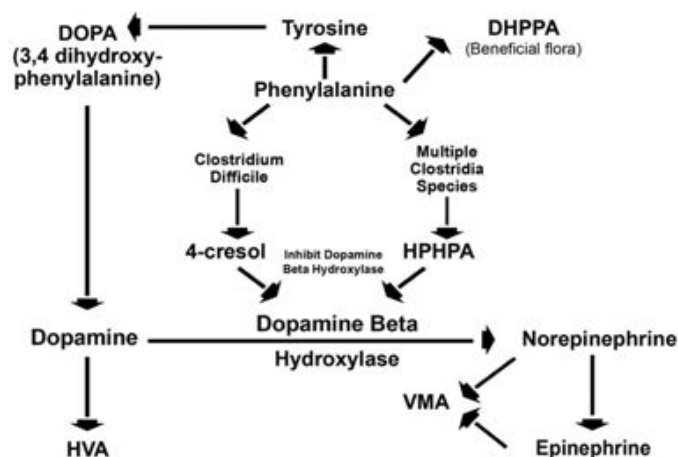 DOPA
(3,4 dihydroxy-
phenylalanine)
Tyrosine
DHPPA
(Beneficial flora)
Phenylalanine
Clostridium
Difficile
Multiple
Clostridia
Species
4-cresol
Inhibit Dopamine
Beta Hydroxylase
HPHPA
Dopamine
Dopamine Beta
Hydroxylase
Norepinephrine
VMA
HVA
Epinephrine